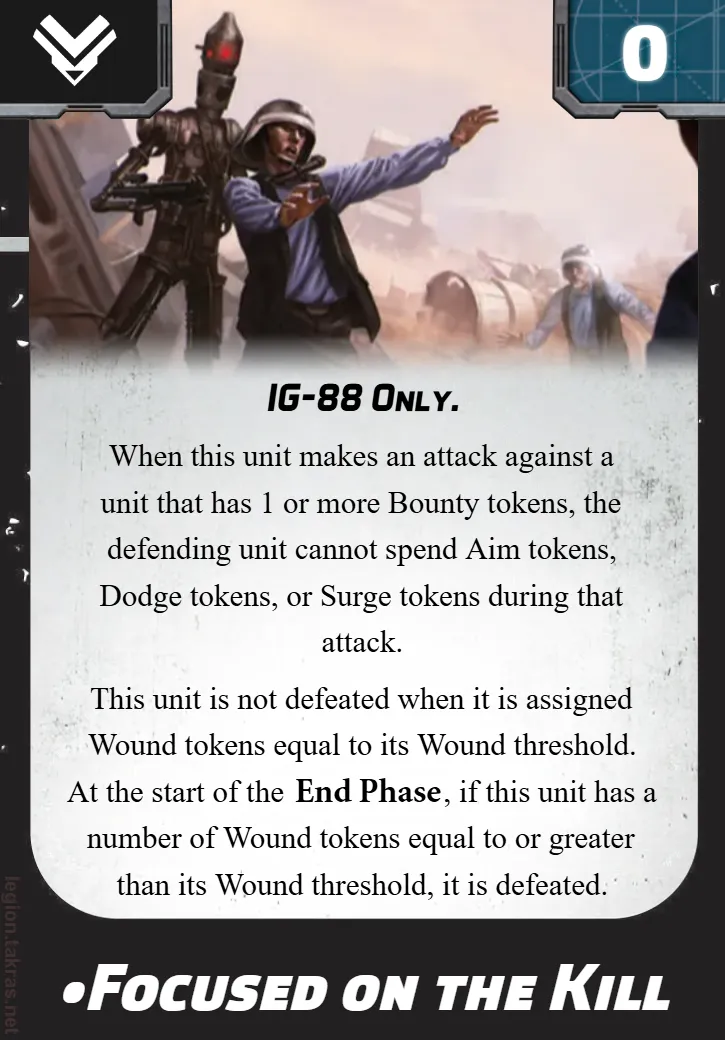 0
IG-88 Only.
When this unit makes an attack against a
unit that has 1 or more Bounty tokens, the
defending unit cannot spend Aim tokens,
Dodge tokens, or Surge tokens during that
attack.
This unit is not defeated when it is assigned
Wound tokens equal to its Wound threshold.
At the start of the End Phase, if this unit has a
number of Wound tokens equal to or greater
than its Wound threshold, it is defeated.
legion.takras.net
•Focused on the Kill